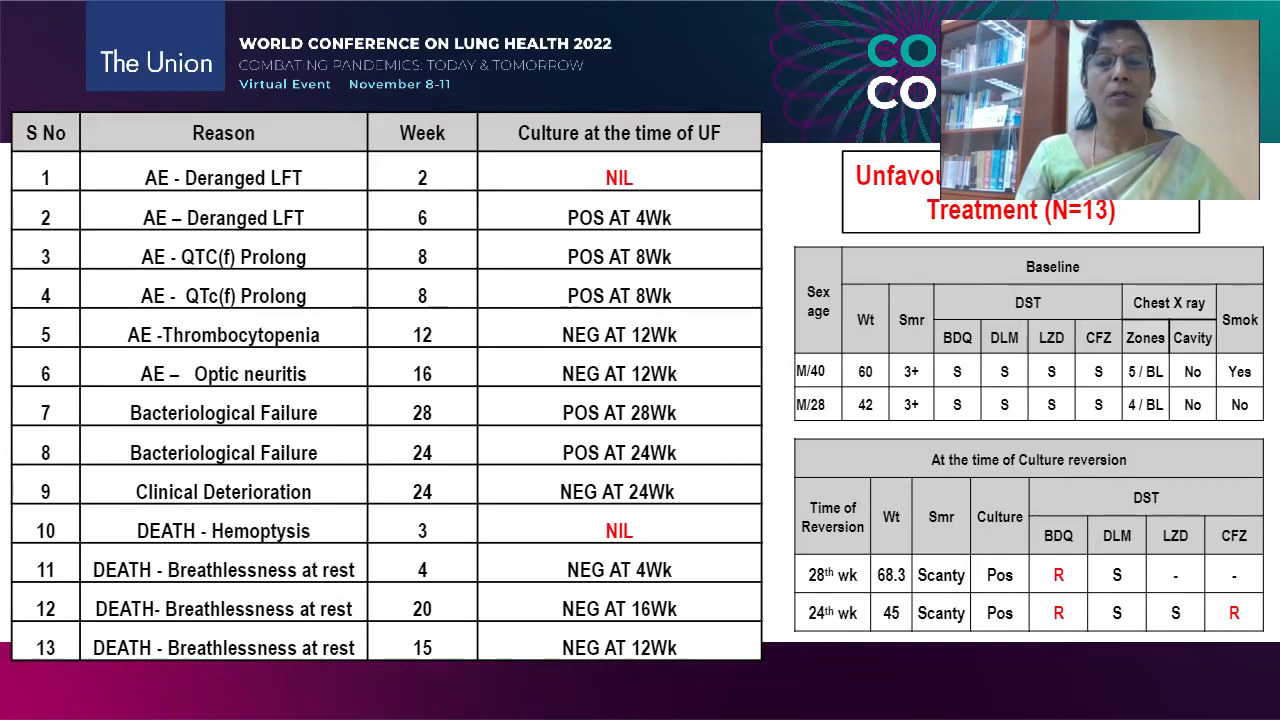 The Union
WORLD CONFERENCE ON LUNG HEALTH 2022
COMBATING PANDEMICS: TODAY & TOMORROW
Virtual Event November 8-11
CO
CO
S No Reason Week Culture at the time of UF
1 AE - Deranged LFT 2 NIL
2 AE – Deranged LFT 6 POS AT 4Wk
3 AE - QTC(f) Prolong 8 POS AT 8Wk
4 AE - QTc(f) Prolong 8 POS AT 8Wk
5 AE -Thrombocytopenia 12 NEG AT 12Wk
6 AE – Optic neuritis 16 NEG AT 12Wk
7 Bacteriological Failure 28 POS AT 28Wk
8 Bacteriological Failure 24 POS AT 24Wk
9 Clinical Deterioration 24 NEG AT 24Wk
10 DEATH - Hemoptysis 3 NIL
11 DEATH - Breathlessness at rest 4 NEG AT 4Wk
12 DEATH- Breathlessness at rest 20 NEG AT 16Wk
13 DEATH - Breathlessness at rest 15 NEG AT 12Wk
Unfavou
Treatment (N=13)
Sex age Baseline
Wt Smr DST Chest X ray Smok
BDQ DLM LZD CFZ Zones Cavity
M/40 60 3+ S S S S 5 / BL No Yes
M/28 42 3+ S S S S 4 / BL No No
At the time of Culture reversion
Time of Reversion Wt Smr Culture DST
BDQ DLM LZD CFZ
28th wk 68.3 Scanty Pos R S - -
24th wk 45 Scanty Pos R S S R